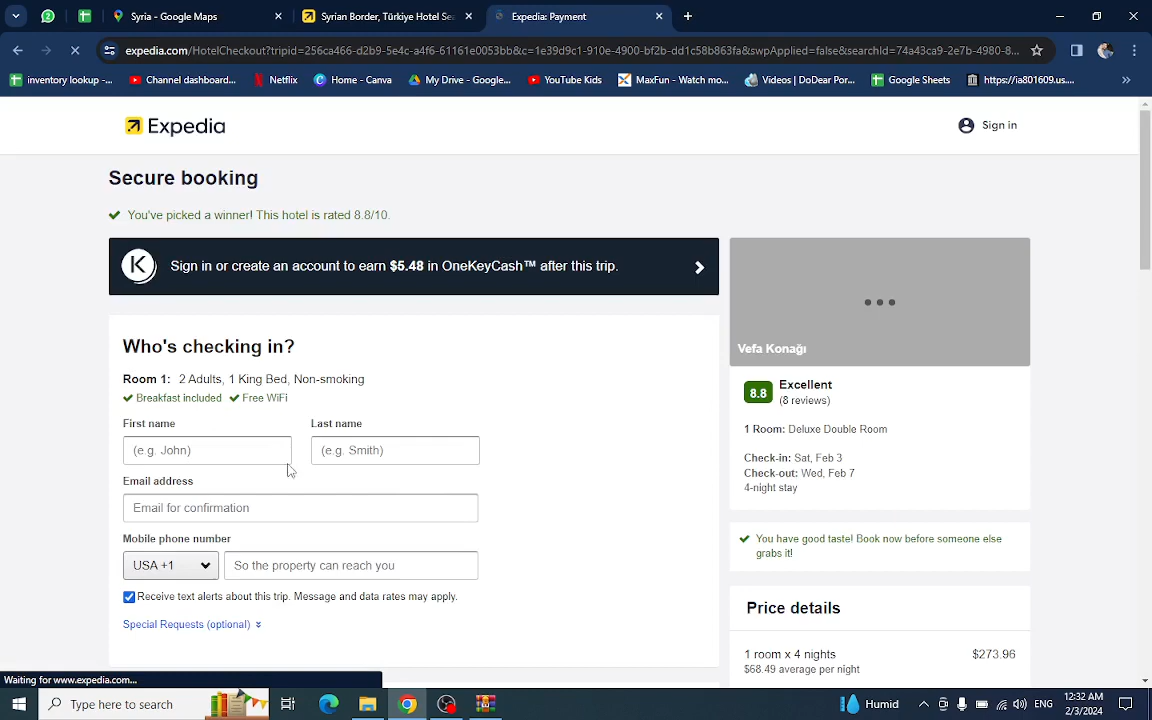 Syria - Google Maps
Syrian Border, Türkiye Hotel Sea
Expedia: Payment
expedia.com/HotelCheckout?tripid=256ca466-d2b9-5e4c-a4f6-61161e0053bb&c=1e39d9c1-910e-4900-bf2b-dd1c58b863fa&swpApplied=false&searchId=74a43ca9-2e7b-4980-8...
inventory lookup -...
Channel dashboard...
Netflix
Home - Canva
My Drive - Google...
YouTube Kids
MaxFun - Watch mo...
Videos | DoDear Por...
Google Sheets
https://ia801609.us....
Expedia
Sign in
Secure booking
You've picked a winner! This hotel is rated 8.8/10.
K
Sign in or create an account to earn $5.48 in OneKeyCash™ after this trip.
Who's checking in?
Room 1: 2 Adults, 1 King Bed, Non-smoking
Breakfast included
Free WiFi
First name
Last name
(e.g. John)
(e.g. Smith)
Email address
Email for confirmation
Mobile phone number
USA +1
So the property can reach you
Receive text alerts about this trip. Message and data rates may apply.
Special Requests (optional)
Vefa Konağı
8.8
Excellent
(8 reviews)
1 Room: Deluxe Double Room
Check-in: Sat, Feb 3
Check-out: Wed, Feb 7
4-night stay
You have good taste! Book now before someone else
grabs it!
Price details
1 room x 4 nights
$273.96
$68.49 average per night
Waiting for www.expedia.com...
Type here to search
Humid
ENG
12:32 AM
2/3/2024